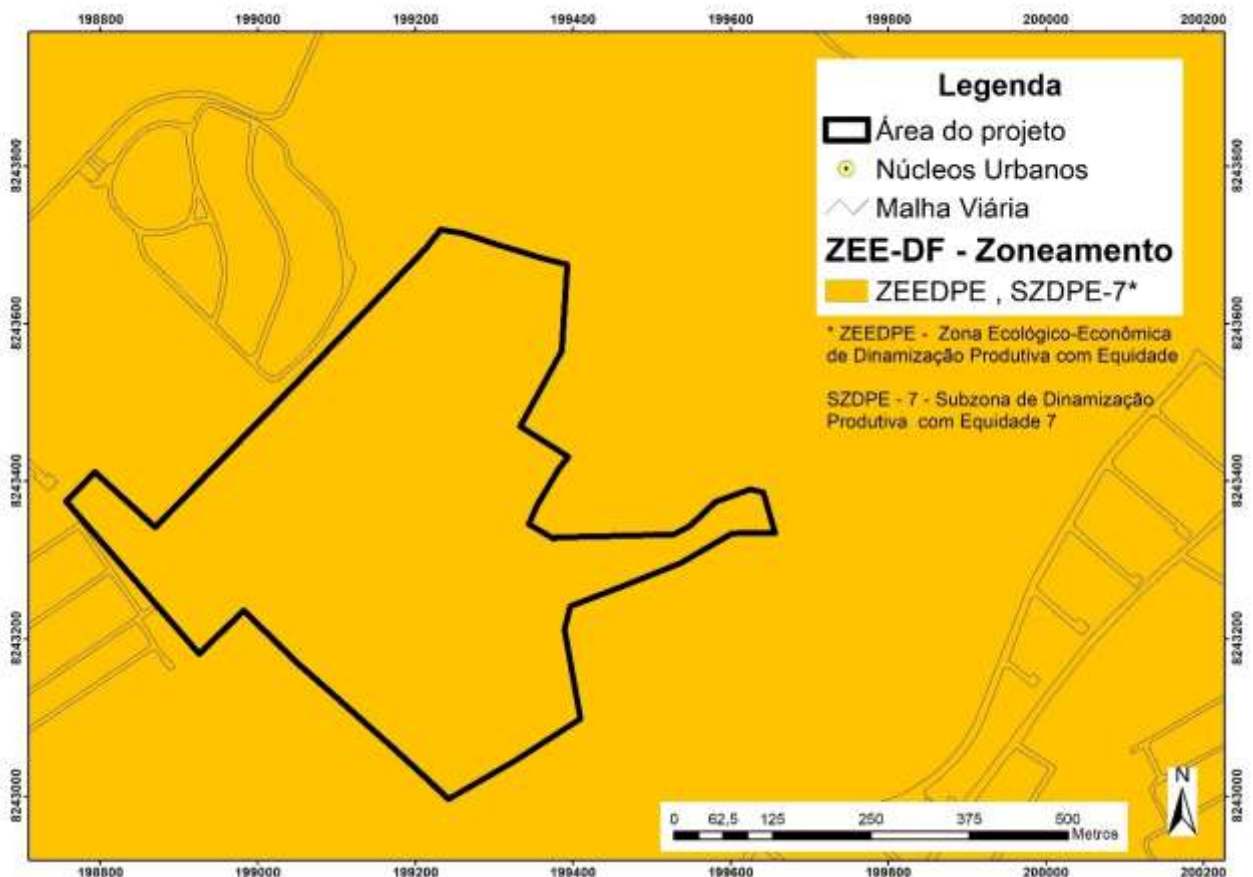 198800 199000 199200 199400 199600 199800 200000 200200
8243800 8243800
8243600 8243600
8243400 8243400
8243200 8243200
8243000 8243000
Legenda
Área do projeto
Núcleos Urbanos
Malha Viária
ZEE-DF - Zoneamento
ZEEDPE , SZDPE-7*
* ZEEDPE - Zona Ecológico-Econômica
de Dinamização Produtiva com Equidade
SZDPE - 7 - Subzona de Dinamização
Produtiva com Equidade 7
N
0 62,5 125 250 375 500
Metros
198800 199000 199200 199400 199600 199800 200000 200200